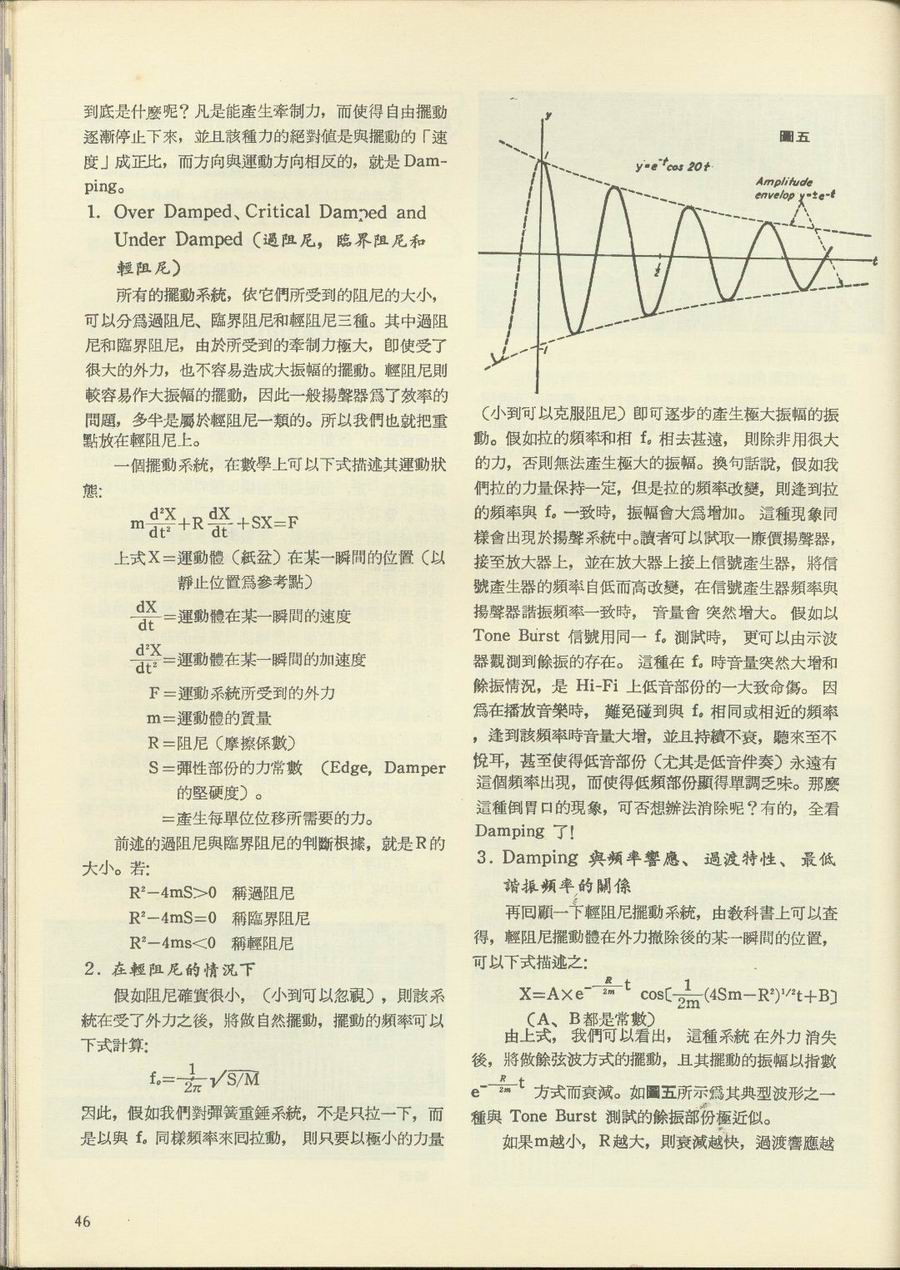 到底是什麼呢？凡是能產生牽制力，而使得自由擺動
逐漸停止下來，並且該種力的絕對值是與擺動的「速
度」成正比，而方向與運動方向相反的，就是 Dam-
ping。
1. Over Damped、Critical Damped and
Under Damped（過阻尼，臨界阻尼和
輕阻尼）
所有的擺動系統，依它們所受到的阻尼的大小，
可以分爲過阻尼、臨界阻尼和輕阻尼三種。其中過阻
尼和臨界阻尼，由於所受到的牽制力極大，卽使受了
很大的外力，也不容易造成大振幅的擺動。輕阻尼則
較容易作大振幅的擺動，因此一般揚聲器爲了效率的
問題，多半是屬於輕阻尼一類的。所以我們也就把重
點放在輕阻尼上。
一個擺動系統，在數學上可以下式描述其運動狀
態：
m d²X/dt² +R dX/dt +SX=F
上式X=運動體（紙盆）在某一瞬間的位置（以
靜止位置爲參考點）
dX/dt =運動體在某一瞬間的速度
d²X/dt² =運動體在某一瞬間的加速度
F=運動系統所受到的外力
m=運動體的質量
R=阻尼（摩擦係數）
S=彈性部份的力常數 （Edge, Damper
的堅硬度）。
=產生每單位位移所需要的力。
前述的過阻尼與臨界阻尼的判斷根據，就是R的
大小。若：
R²−4mS>0 稱過阻尼
R²−4mS=0 稱臨界阻尼
R²−4ms<0 稱輕阻尼
2. 在輕阻尼的情況下
假如阻尼確實很小，（小到可以忽視），則該系
統在受了外力之後，將做自然擺動，擺動的頻率可以
下式計算：
f₀= 1/2π √S/M
因此，假如我們對彈簧重錘系統，不是只拉一下，而
是以與 f₀ 同樣頻率來回拉動， 則只要以極小的力量
y
圖五
y=e⁻ᵗcos 20t
Amplitude
envelop y=±e⁻ᵗ
1
t
−1
（小到可以克服阻尼）卽可逐步的產生極大振幅的振
動。假如拉的頻率和相 f₀ 相去甚遠， 則除非用很大
的力，否則無法產生極大的振幅。換句話說，假如我
們拉的力量保持一定，但是拉的頻率改變，則逢到拉
的頻率與 f₀ 一致時，振幅會大爲增加。 這種現象同
樣會出現於揚聲系統中。讀者可以試取一廉價揚聲器，
接至放大器上，並在放大器上接上信號產生器，將信
號產生器的頻率自低而高改變，在信號產生器頻率與
揚聲器諧振頻率一致時， 音量會 突然增大。 假如以
Tone Burst 信號用同一 f₀ 測試時， 更可以由示波
器觀測到餘振的存在。 這種在 f₀ 時音量突然大增和
餘振情況，是 Hi-Fi 上低音部份的一大致命傷。 因
爲在播放音樂時， 難免碰到與 f₀ 相同或相近的頻率
，逢到該頻率時音量大增，並且持續不衰，聽來至不
悅耳，甚至使得低音部份（尤其是低音伴奏）永遠有
這個頻率出現，而使得低頻部份顯得單調乏味。那麼
這種倒胃口的現象，可否想辦法消除呢？有的，全看
Damping 了！
3. Damping 與頻率響應、 過渡特性、 最低
諧振頻率的關係
再回顧一下輕阻尼擺動系統，由教科書上可以查
得，輕阻尼擺動體在外力撤除後的某一瞬間的位置，
可以下式描述之：
X=A×e^(−R/2m t) cos[1/2m (4Sm−R²)^(1/2)t+B]
（A、B都是常數）
由上式， 我們可以看出， 這種系統 在外力 消失
後，將做餘弦波方式的擺動，且其擺動的振幅以指數
e^(−R/2m t) 方式而衰減。如圖五所示爲其典型波形之一
種與 Tone Burst 測試的餘振部份極近似。
如果m越小， R越大，則衰減越快，過渡響應越
46